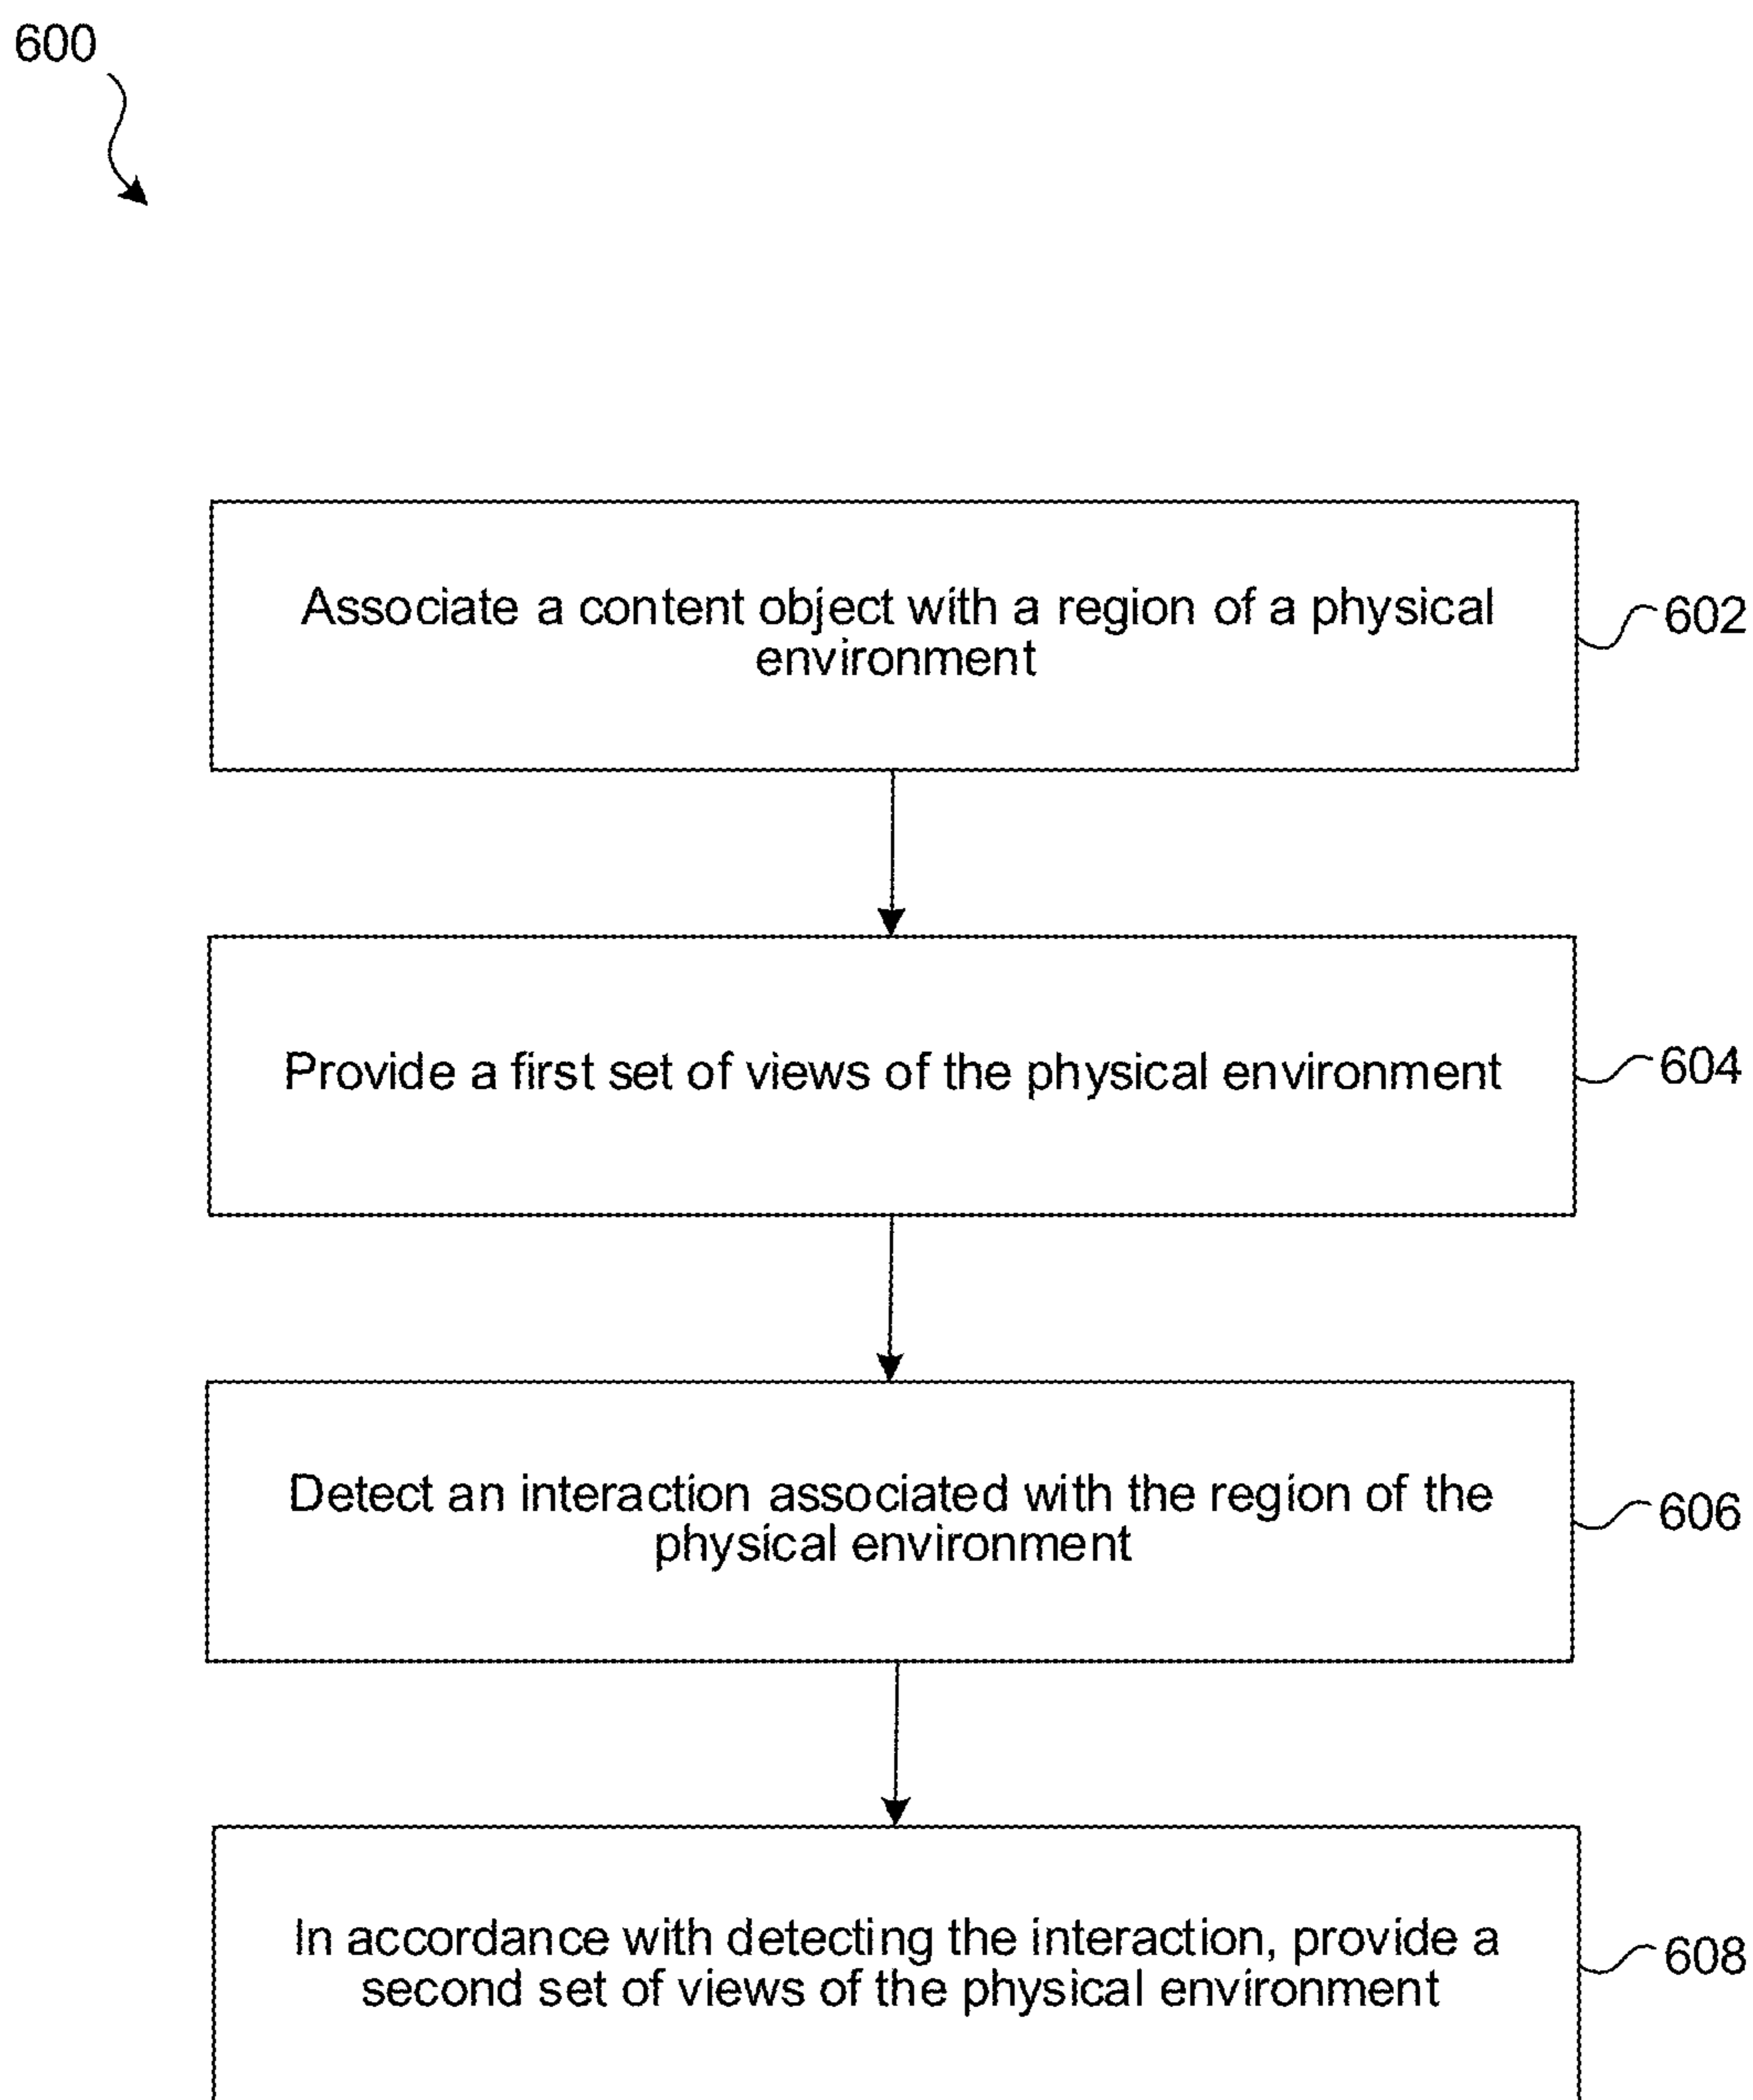 600
Associate a content object with a region of a physical
environment
602
Provide a first set of views of the physical environment
604
Detect an interaction associated with the region of the
physical environment
606
In accordance with detecting the interaction, provide a
second set of views of the physical environment
608